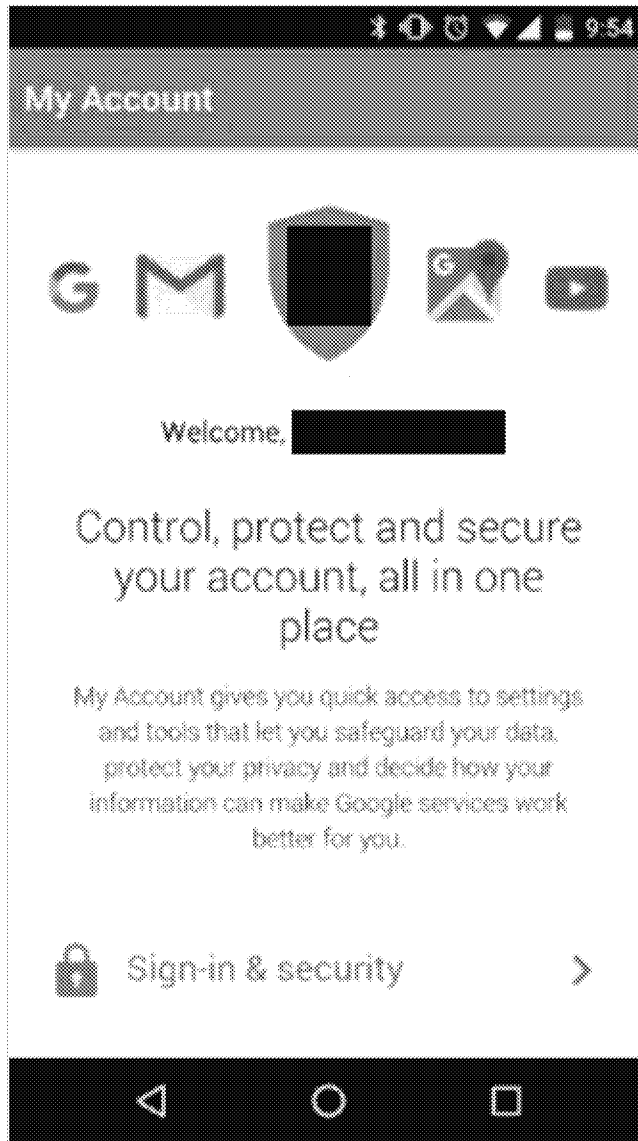 9:54
My Account
Welcome,
Control, protect and secure
your account, all in one
place
My Account gives you quick access to settings
and tools that let you safeguard your data,
protect your privacy and decide how your
information can make Google services work
better for you.
Sign-in & security